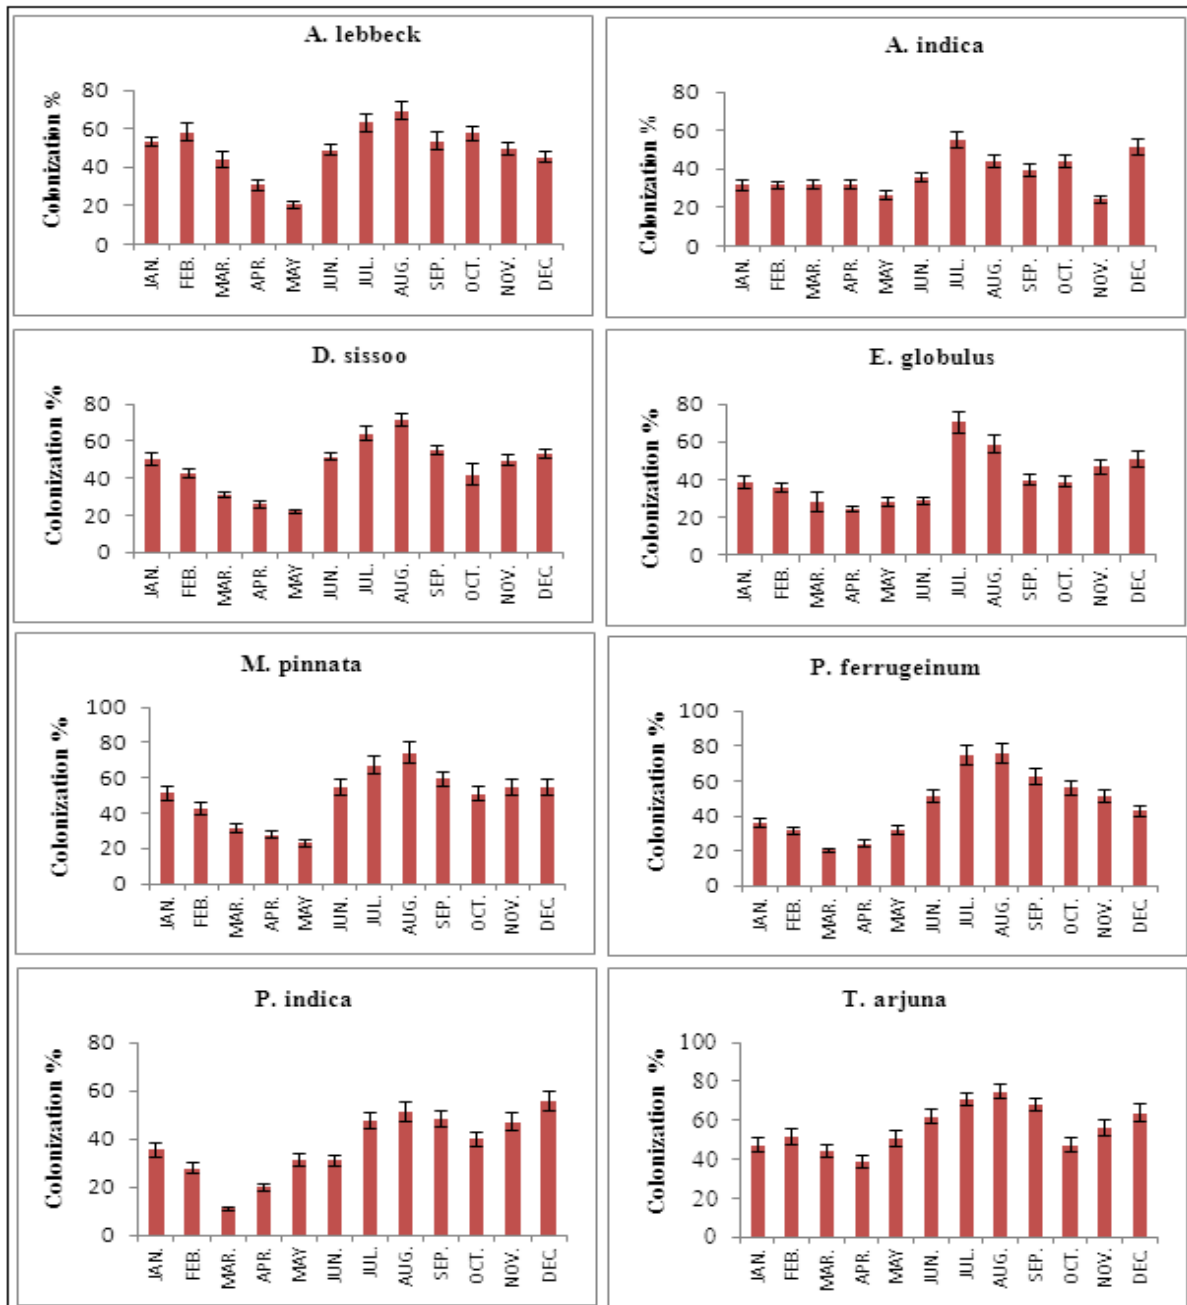 A. lebbeck
Colonization %
80
60
40
20
0
JAN.
FEB.
MAR.
APR.
MAY
JUN.
JUL.
AUG.
SEP.
OCT.
NOV.
DEC.
A. indica
Colonization %
80
60
40
20
0
JAN.
FEB.
MAR.
APR.
MAY
JUN.
JUL.
AUG.
SEP.
OCT.
NOV.
DEC.
D. sissoo
Colonization %
80
60
40
20
0
JAN.
FEB.
MAR.
APR.
MAY
JUN.
JUL.
AUG.
SEP.
OCT.
NOV.
DEC.
E. globulus
Colonization %
80
60
40
20
0
JAN.
FEB.
MAR.
APR.
MAY
JUN.
JUL.
AUG.
SEP.
OCT.
NOV.
DEC.
M. pinnata
Colonization %
100
80
60
40
20
0
JAN.
FEB.
MAR.
APR.
MAY
JUN.
JUL.
AUG.
SEP.
OCT.
NOV.
DEC.
P. ferrugeinum
Colonization %
100
80
60
40
20
0
JAN.
FEB.
MAR.
APR.
MAY
JUN.
JUL.
AUG.
SEP.
OCT.
NOV.
DEC.
P. indica
Colonization %
80
60
40
20
0
JAN.
FEB.
MAR.
APR.
MAY
JUN.
JUL.
AUG.
SEP.
OCT.
NOV.
DEC.
T. arjuna
Colonization %
100
80
60
40
20
0
JAN.
FEB.
MAR.
APR.
MAY
JUN.
JUL.
AUG.
SEP.
OCT.
NOV.
DEC.